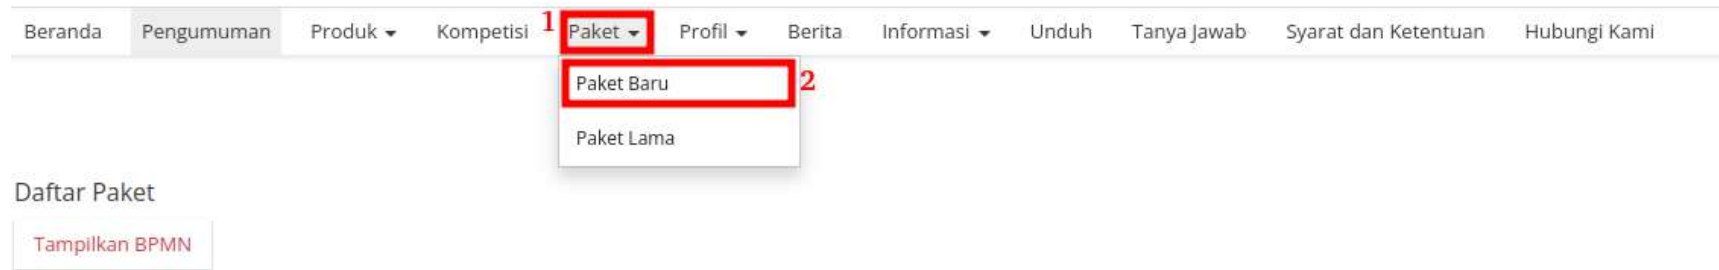 Beranda Pengumuman Produk Kompetisi 1 Paket Profil Berita Informasi Unduh Tanya Jawab Syarat dan Ketentuan Hubungi Kami
Paket Baru 2
Paket Lama
Daftar Paket
Tampilkan BPMN